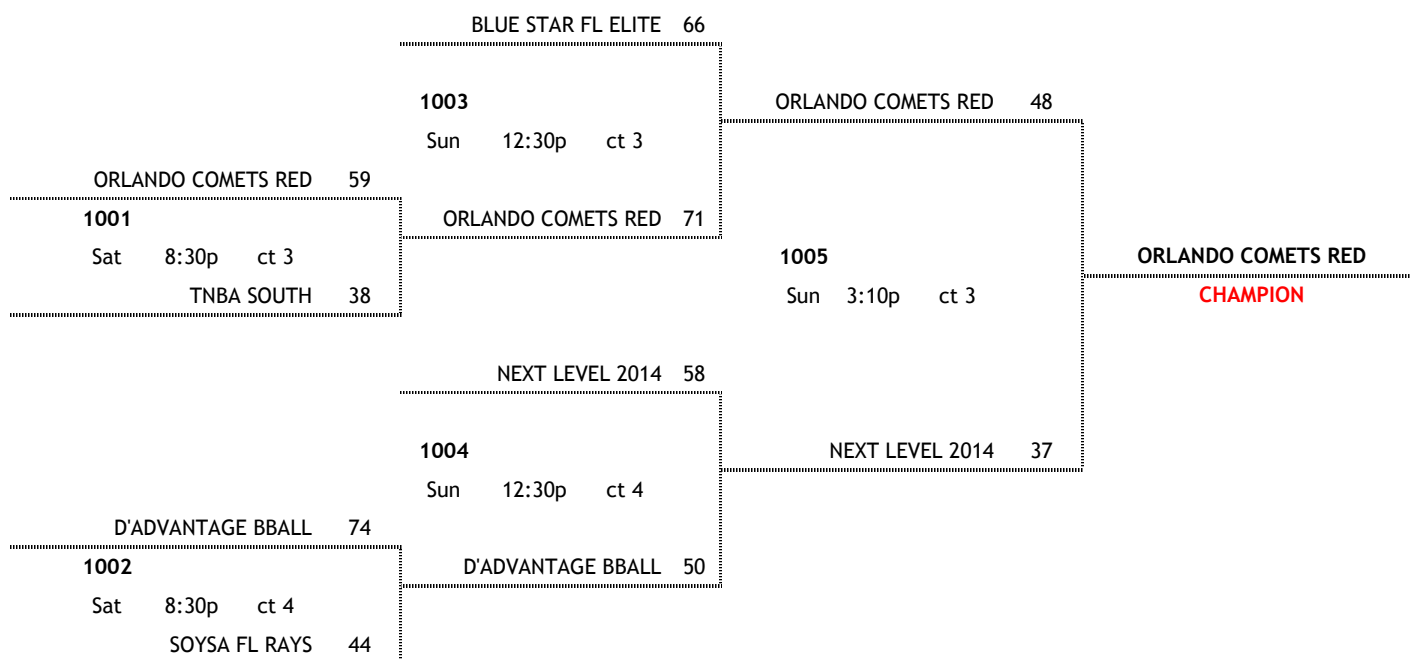 BLUE STAR FL ELITE 66
1003 ORLANDO COMETS RED 48
Sun 12:30p ct 3
ORLANDO COMETS RED 59
1001 ORLANDO COMETS RED 71
Sat 8:30p ct 3 1005 ORLANDO COMETS RED
TNBA SOUTH 38 Sun 3:10p ct 3 CHAMPION
NEXT LEVEL 2014 58
1004 NEXT LEVEL 2014 37
Sun 12:30p ct 4
D'ADVANTAGE BBALL 74
1002 D'ADVANTAGE BBALL 50
Sat 8:30p ct 4
SOYSA FL RAYS 44